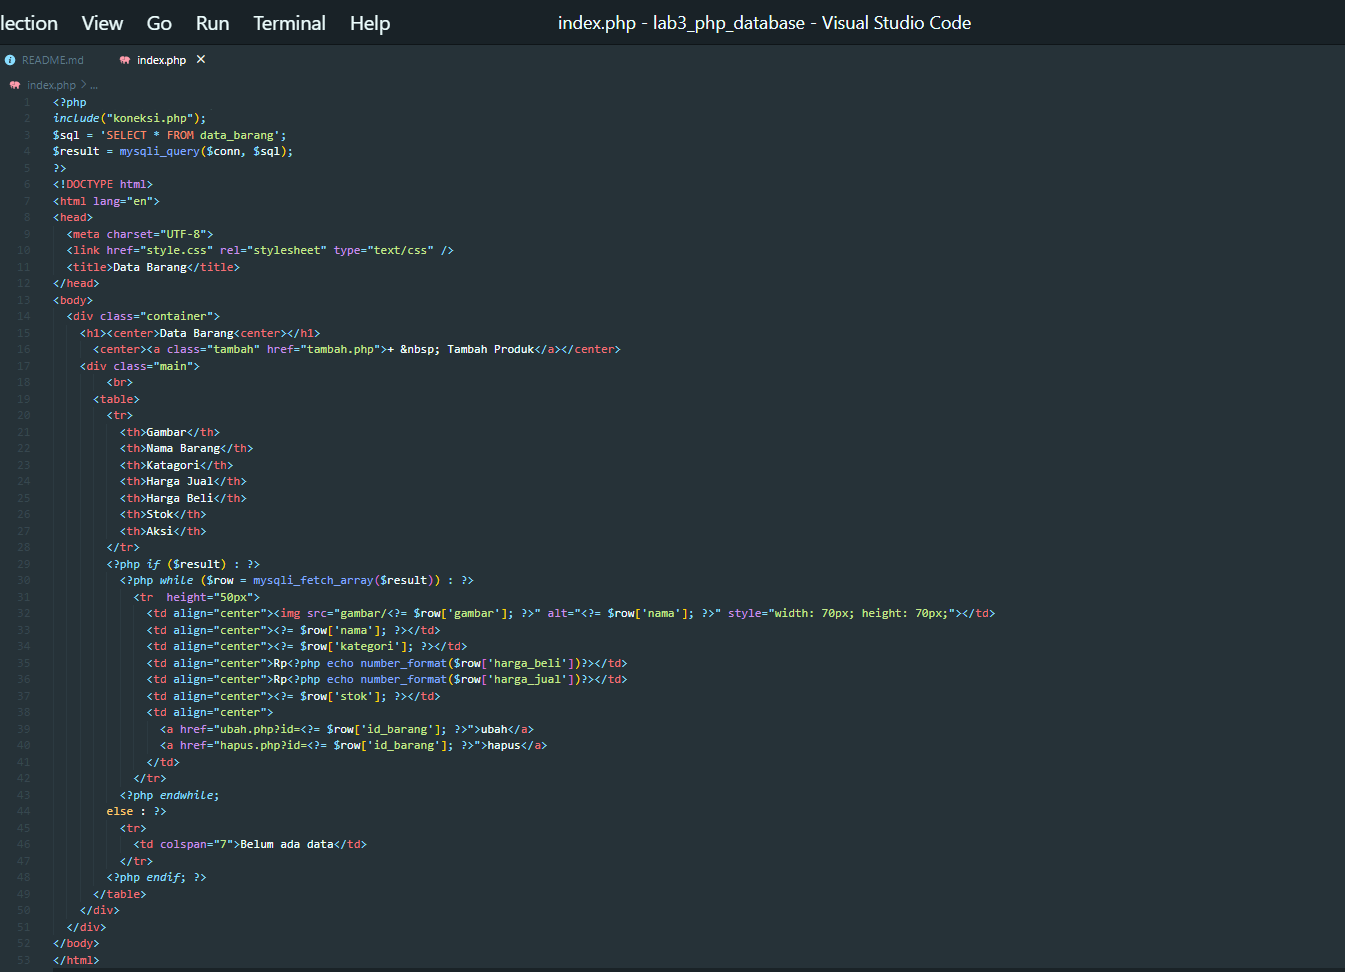 lection View Go Run Terminal Help index.php - lab3_php_database - Visual Studio Code
README.md index.php ✕
index.php > ...
1 <?php
2 include("koneksi.php");
3 $sql = 'SELECT * FROM data_barang';
4 $result = mysqli_query($conn, $sql);
5 ?>
6 <!DOCTYPE html>
7 <html lang="en">
8 <head>
9 <meta charset="UTF-8">
10 <link href="style.css" rel="stylesheet" type="text/css" />
11 <title>Data Barang</title>
12 </head>
13 <body>
14 <div class="container">
15 <h1><center>Data Barang<center></h1>
16 <center><a class="tambah" href="tambah.php">+ &nbsp; Tambah Produk</a></center>
17 <div class="main">
18 <br>
19 <table>
20 <tr>
21 <th>Gambar</th>
22 <th>Nama Barang</th>
23 <th>Katagori</th>
24 <th>Harga Jual</th>
25 <th>Harga Beli</th>
26 <th>Stok</th>
27 <th>Aksi</th>
28 </tr>
29 <?php if ($result) : ?>
30 <?php while ($row = mysqli_fetch_array($result)) : ?>
31 <tr  height="50px">
32 <td align="center"><img src="gambar/<?= $row['gambar']; ?>" alt="<?= $row['nama']; ?>" style="width: 70px; height: 70px;"></td>
33 <td align="center"><?= $row['nama']; ?></td>
34 <td align="center"><?= $row['kategori']; ?></td>
35 <td align="center">Rp<?php echo number_format($row['harga_beli'])?></td>
36 <td align="center">Rp<?php echo number_format($row['harga_jual'])?></td>
37 <td align="center"><?= $row['stok']; ?></td>
38 <td align="center">
39 <a href="ubah.php?id=<?= $row['id_barang']; ?>">ubah</a>
40 <a href="hapus.php?id=<?= $row['id_barang']; ?>">hapus</a>
41 </td>
42 </tr>
43 <?php endwhile;
44 else : ?>
45 <tr>
46 <td colspan="7">Belum ada data</td>
47 </tr>
48 <?php endif; ?>
49 </table>
50 </div>
51 </div>
52 </body>
53 </html>